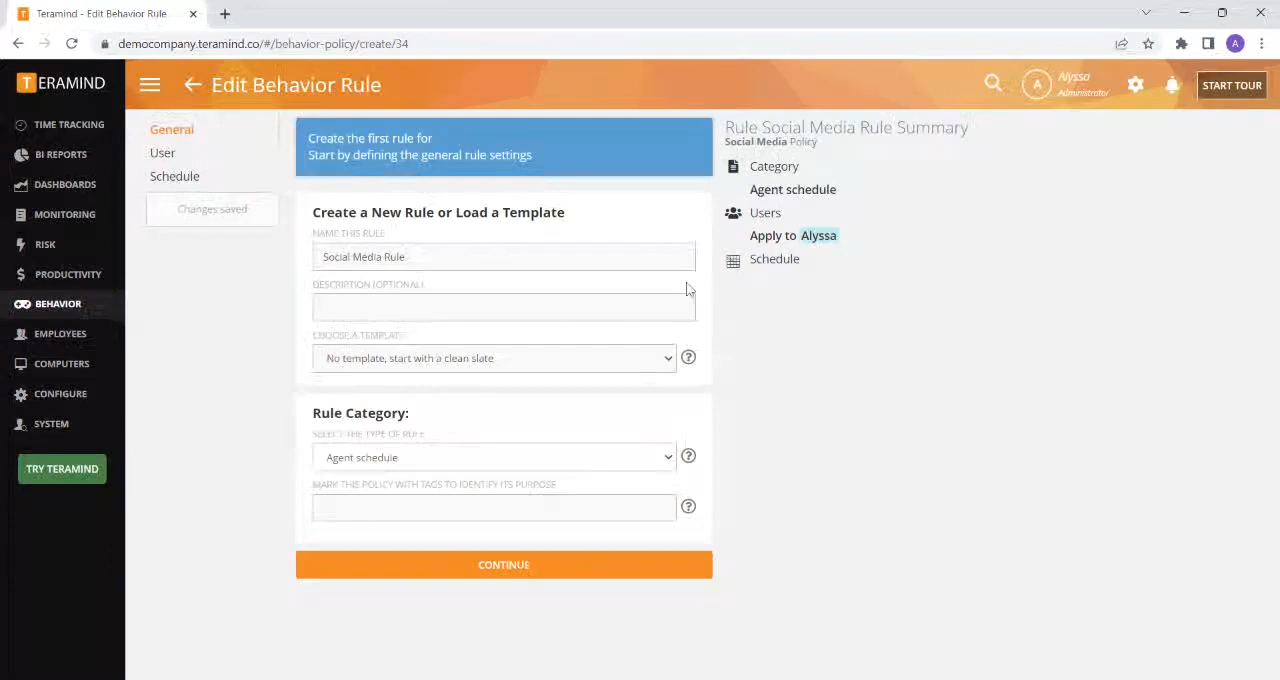 Teramind - Edit Behavior Rule
democompany.teramind.co/#/behavior-policy/create/34
A
TERAMIND
Edit Behavior Rule
A
Alyssa
Administrator
START TOUR
TIME TRACKING
BI REPORTS
DASHBOARDS
MONITORING
RISK
PRODUCTIVITY
BEHAVIOR
EMPLOYEES
COMPUTERS
CONFIGURE
SYSTEM
TRY TERAMIND
General
User
Schedule
Changes saved
Create the first rule for
Start by defining the general rule settings
Create a New Rule or Load a Template
NAME THIS RULE
Social Media Rule
DESCRIPTION (OPTIONAL)
CHOOSE A TEMPLATE
No template, start with a clean slate
Rule Category:
SELECT THE TYPE OF RULE
Agent schedule
MARK THIS POLICY WITH TAGS TO IDENTIFY ITS PURPOSE
CONTINUE
Rule Social Media Rule Summary
Social Media Policy
Category
Agent schedule
Users
Apply to Alyssa
Schedule